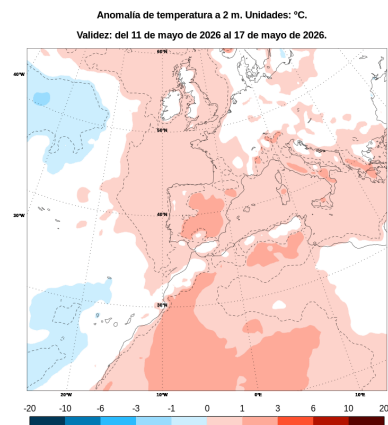 Anomalía de temperatura a 2 m. Unidades: ºC.
Validez: del 11 de mayo de 2026 al 17 de mayo de 2026.
60°N
40°W
50°N
20°W
40°N
30°N
20°W 10°W 0°E 10°E
-20 -10 -6 -3 -1 0 1 3 6 10 20